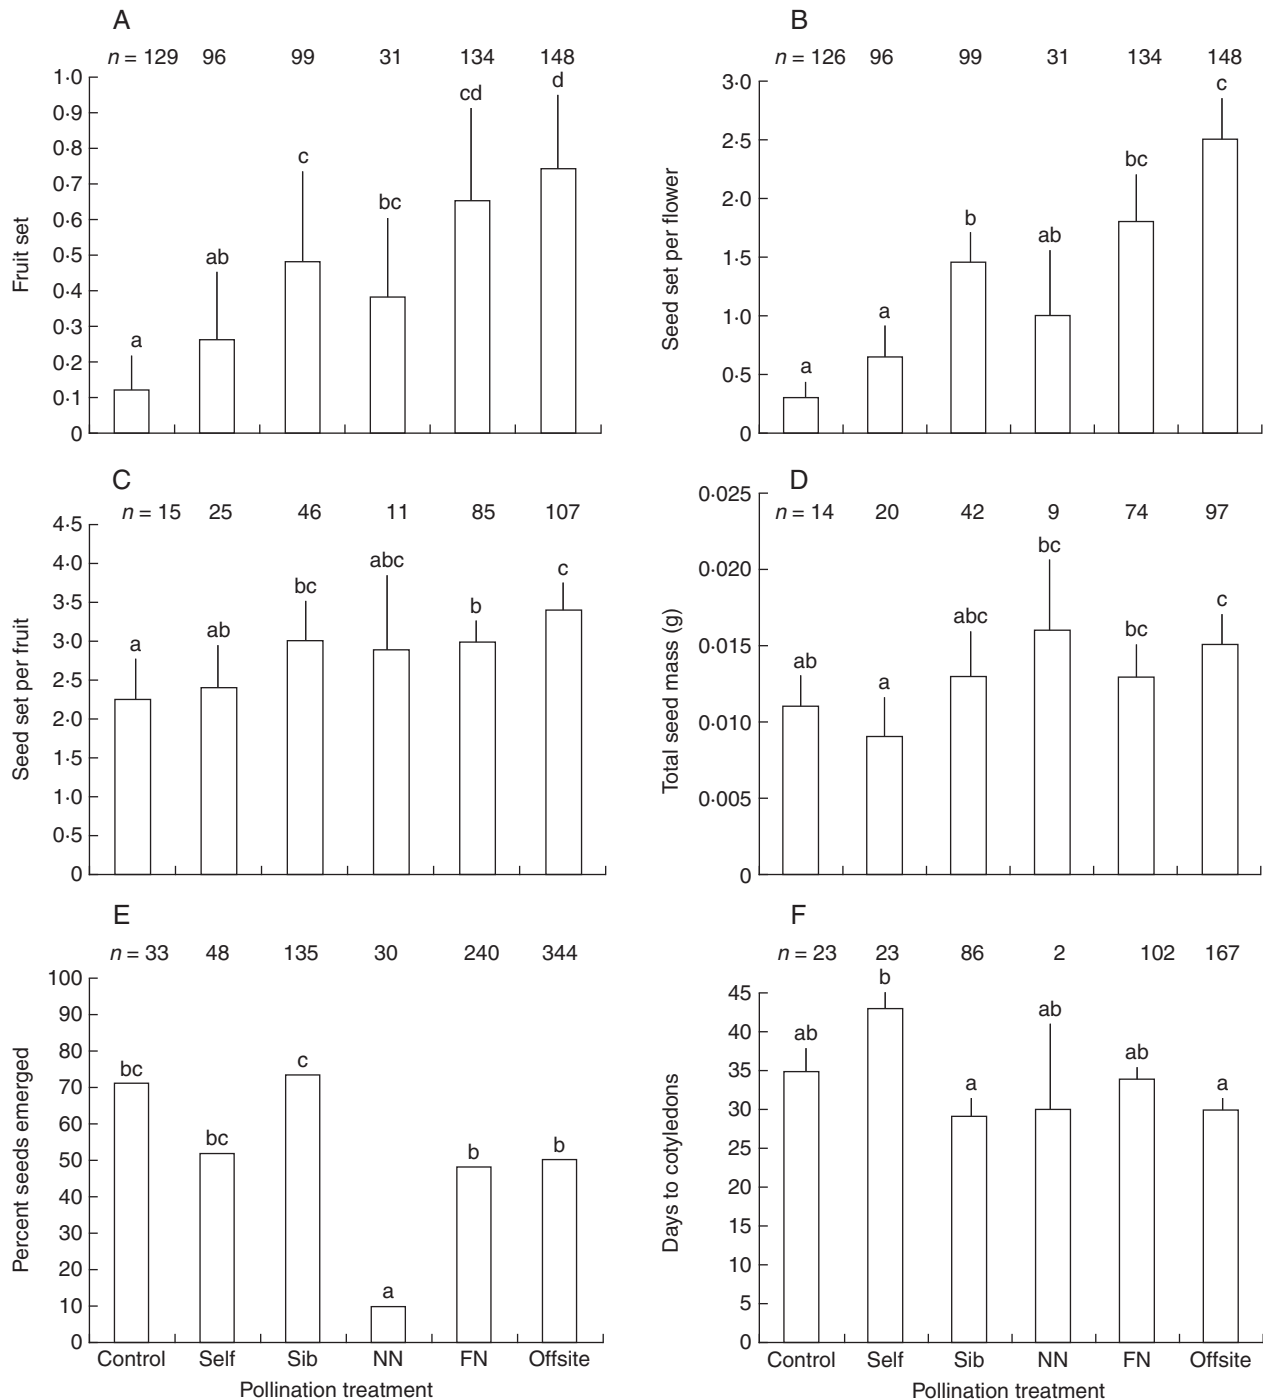 A
n = 129 96 99 31 134 148
1·0
0·9
0·8
0·7
0·6
0·5
0·4
0·3
0·2
0·1
0
Fruit set
a ab c bc cd d
B
n = 126 96 99 31 134 148
3·0
2·5
2·0
1·5
1·0
0·5
0
Seed set per flower
a a b ab bc c
C
n = 15 25 46 11 85 107
4·5
4·0
3·5
3·0
2·5
2·0
1·5
1·0
0·5
0
Seed set per fruit
a ab bc abc b c
D
n = 14 20 42 9 74 97
0·025
0·020
0·015
0·010
0·005
0
Total seed mass (g)
ab a abc bc bc c
E
n = 33 48 135 30 240 344
100
90
80
70
60
50
40
30
20
10
0
Percent seeds emerged
bc bc c a b b
Control Self Sib NN FN Offsite
Pollination treatment
F
n = 23 23 86 2 102 167
45
40
35
30
25
20
15
10
5
0
Days to cotyledons
ab b a ab ab a
Control Self Sib NN FN Offsite
Pollination treatment